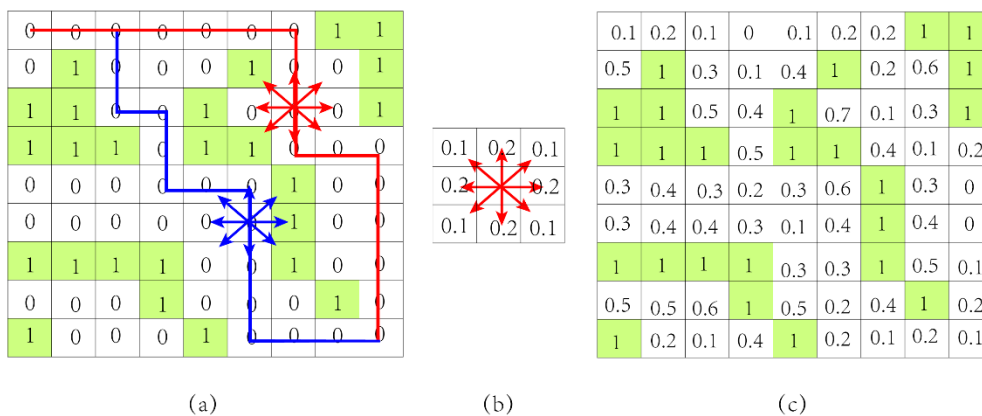 0 0 0 0 0 0 0 1 1
0 1 0 0 0 1 0 0 1
1 1 0 0 1 0 0 0 1
1 1 1 0 1 1 0 0 0
0 0 0 0 0 0 1 0 0
0 0 0 0 0 0 1 0 0
1 1 1 1 0 0 1 0 0
0 0 0 1 0 0 0 1 0
1 0 0 0 1 0 0 0 0
(a)
0.1 0.2 0.1
0.2 0.2
0.1 0.2 0.1
(b)
0.1 0.2 0.1 0 0.1 0.2 0.2 1 1
0.5 1 0.3 0.1 0.4 1 0.2 0.6 1
1 1 0.5 0.4 1 0.7 0.1 0.3 1
1 1 1 0.5 1 1 0.4 0.1 0.2
0.3 0.4 0.3 0.2 0.3 0.6 1 0.3 0
0.3 0.4 0.4 0.3 0.1 0.4 1 0.4 0
1 1 1 1 0.3 0.3 1 0.5 0.1
0.5 0.5 0.6 1 0.5 0.2 0.4 1 0.2
1 0.2 0.1 0.4 1 0.2 0.1 0.2 0.1
(c)